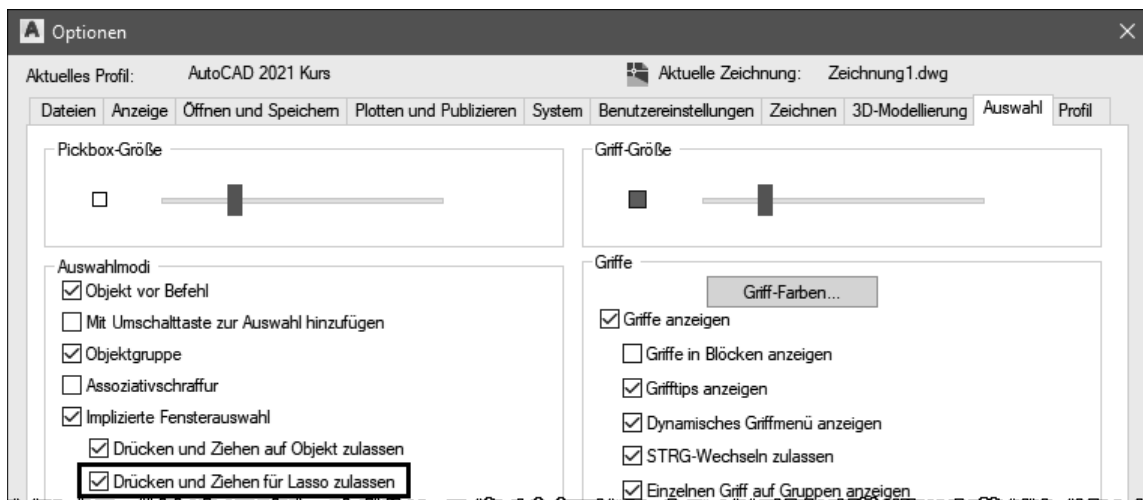 A Optionen
Aktuelles Profil: AutoCAD 2021 Kurs Aktuelle Zeichnung: Zeichnung1.dwg
Dateien Anzeige Öffnen und Speichern Plotten und Publizieren System Benutzereinstellungen Zeichnen 3D-Modellierung Auswahl Profil
Pickbox-Größe
Griff-Größe
Auswahlmodi
Objekt vor Befehl
Mit Umschalttaste zur Auswahl hinzufügen
Objektgruppe
Assoziativschraffur
Implizierte Fensterauswahl
Drücken und Ziehen auf Objekt zulassen
Drücken und Ziehen für Lasso zulassen
Griffe
Griff-Farben...
Griffe anzeigen
Griffe in Blöcken anzeigen
Grifftips anzeigen
Dynamisches Griffmenü anzeigen
STRG-Wechseln zulassen
Einzelnen Griff auf Gruppen anzeigen